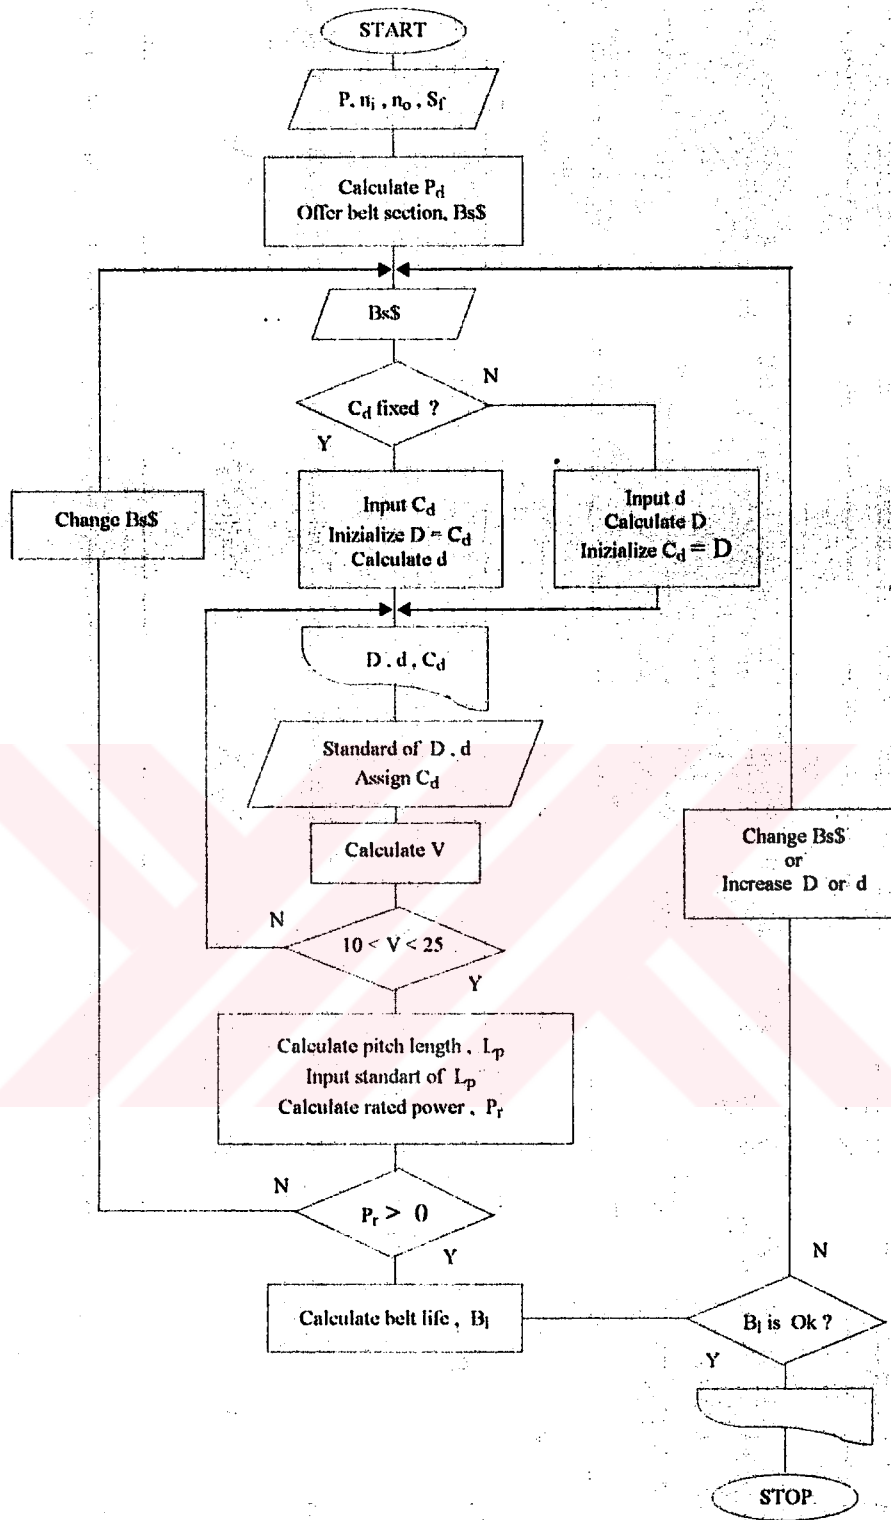 START
P. nᵢ , nₒ , S_f
Calculate P_d
Offer belt section, Bs$
Bs$
N
C_d fixed ?
Y
Change Bs$
Input C_d
Inizialize D = C_d
Calculate d
Input d
Calculate D
Inizialize C_d = D
D . d , C_d
Standard of D . d
Assign C_d
Calculate V
Change Bs$
or
Increase D or d
N
10 < V < 25
Y
Calculate pitch length , L_p
Input standart of L_p
Calculate rated power , P_r
N
P_r > 0
Y
N
Calculate belt life , B_l
B_l is Ok ?
Y
STOP